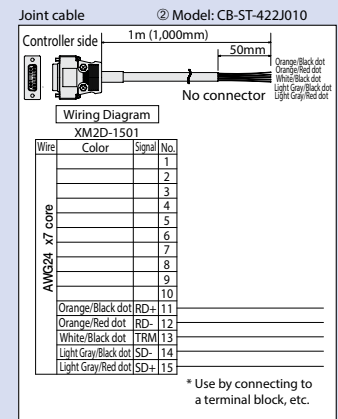 Joint cable ② Model: CB-ST-422J010
Controller side
1m (1,000mm)
50mm
Orange/Black dot
Orange/Red dot
White/Black dot
Light Gray/Black dot
Light Gray/Red dot
No connector
Wiring Diagram
XM2D-1501
Wire Color Signal No.
AWG24 x7 core
1
2
3
4
5
6
7
8
9
10
Orange/Black dot RD+ 11
Orange/Red dot RD- 12
White/Black dot TRM 13
Light Gray/Black dot SD- 14
Light Gray/Red dot SD+ 15
* Use by connecting to
a terminal block, etc.